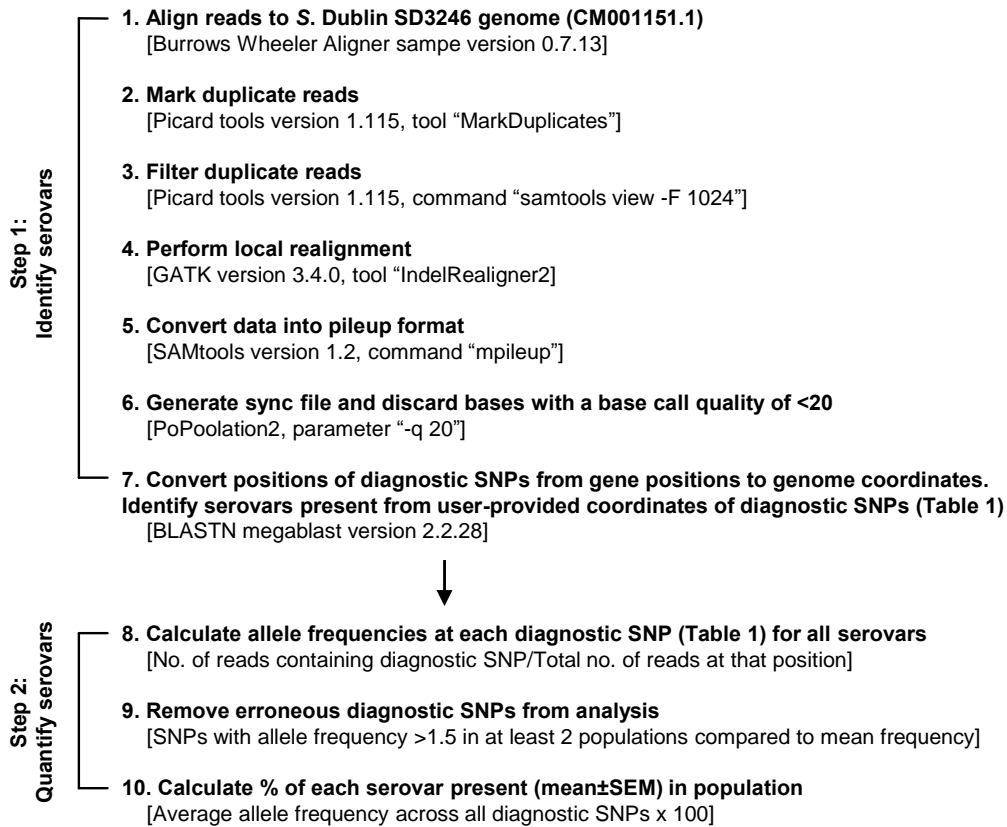 Step 1:
Identify serovars
1. Align reads to S. Dublin SD3246 genome (CM001151.1)
[Burrows Wheeler Aligner sampe version 0.7.13]
2. Mark duplicate reads
[Picard tools version 1.115, tool “MarkDuplicates”]
3. Filter duplicate reads
[Picard tools version 1.115, command “samtools view -F 1024”]
4. Perform local realignment
[GATK version 3.4.0, tool “IndelRealigner2]
5. Convert data into pileup format
[SAMtools version 1.2, command “mpileup”]
6. Generate sync file and discard bases with a base call quality of <20
[PoPoolation2, parameter “-q 20”]
7. Convert positions of diagnostic SNPs from gene positions to genome coordinates.
Identify serovars present from user-provided coordinates of diagnostic SNPs (Table 1)
[BLASTN megablast version 2.2.28]
Step 2:
Quantify serovars
8. Calculate allele frequencies at each diagnostic SNP (Table 1) for all serovars
[No. of reads containing diagnostic SNP/Total no. of reads at that position]
9. Remove erroneous diagnostic SNPs from analysis
[SNPs with allele frequency >1.5 in at least 2 populations compared to mean frequency]
10. Calculate % of each serovar present (mean±SEM) in population
[Average allele frequency across all diagnostic SNPs x 100]